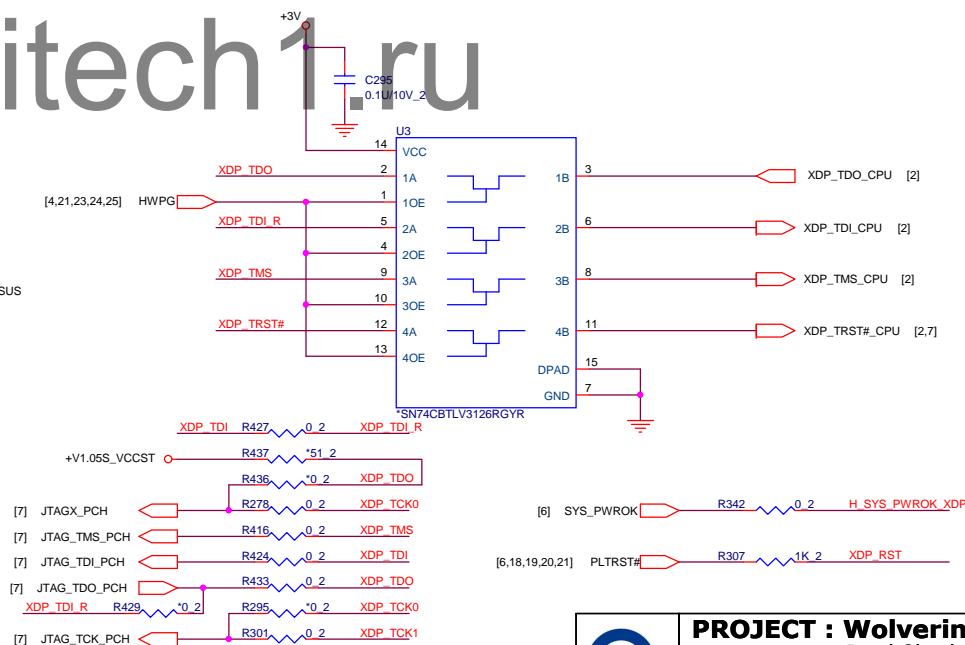 itech1.ru
+3V
C295
0.1U/10V_2
U3
14 VCC
XDP_TDO 2 1A 1B 3 XDP_TDO_CPU [2]
[4,21,23,24,25] HWPG 1 1OE
XDP_TDI_R 5 2A 2B 6 XDP_TDI_CPU [2]
4 2OE
XDP_TMS 9 3A 3B 8 XDP_TMS_CPU [2]
SUS
10 3OE
XDP_TRST# 12 4A 4B 11 XDP_TRST#_CPU [2,7]
13 4OE
DPAD 15
GND 7
*SN74CBTLV3126RGYR
XDP_TDI R427 0_2 XDP_TDI_R
+V1.05S_VCCST R437 *51_2
R436 *0_2 XDP_TDO
[7] JTAGX_PCH R278 0_2 XDP_TCK0
[7] JTAG_TMS_PCH R416 0_2 XDP_TMS
[7] JTAG_TDI_PCH R424 0_2 XDP_TDI
[7] JTAG_TDO_PCH R433 0_2 XDP_TDO
XDP_TDI_R R429 *0_2
R295 *0_2 XDP_TCK0
[7] JTAG_TCK_PCH R301 0_2 XDP_TCK1
[6] SYS_PWROK R342 0_2 H_SYS_PWROK_XDP
[6,18,19,20,21] PLTRST# R307 1K_2 XDP_RST
PROJECT : Wolverin